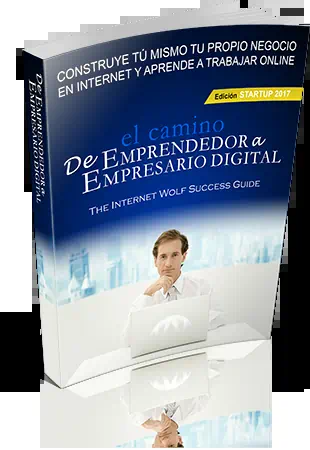 CONSTRUYE TÚ MISMO TU PROPIO NEGOCIO
EN INTERNET Y APRENDE A TRABAJAR ONLINE
Edición STARTUP 2017
el camino
De EMPRENDEDOR a
EMPRESARIO DIGITAL
THE INTERNET WOLF SUCCESS GUIDE
De EMPRENDEDOR a
EMPRESARIO DIGITAL